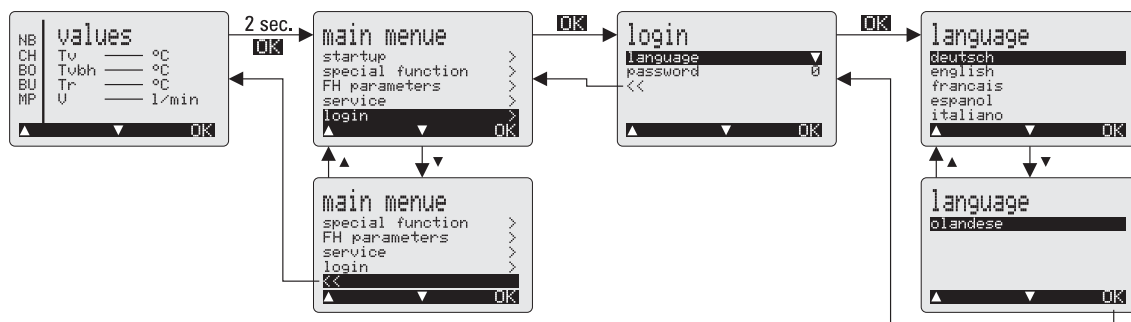 values
NB
CH
BO
BU
MP
Tv —— °C
Tvbh —— °C
Tr —— °C
V —— l/min
▲ ▼ OK
2 sec.
OK
main menue
startup >
special function >
FH parameters >
service >
login >
▲ ▼ OK
OK
login
language ▼
password 0
<<
▲ ▼ OK
OK
language
deutsch
english
francais
espanol
italiano
▲ ▼ OK
▲ ▼
main menue
special function >
FH parameters >
service >
login >
<<
▲ ▼ OK
▲ ▼
language
olandese
▲ ▼ OK